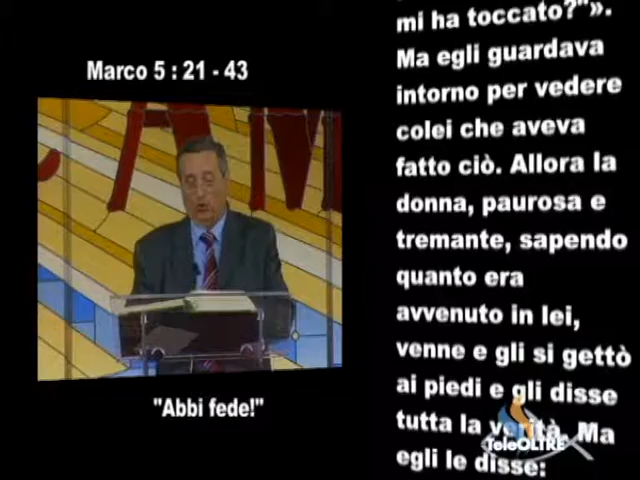 Marco 5 : 21 - 43
"Abbi fede!"
mi ha toccato?"».
Ma egli guardava
intorno per vedere
colei che aveva
fatto ciò. Allora la
donna, paurosa e
tremante, sapendo
quanto era
avvenuto in lei,
venne e gli si gettò
ai piedi e gli disse
tutta la verità. Ma
egli le disse:
TeleOLTRE